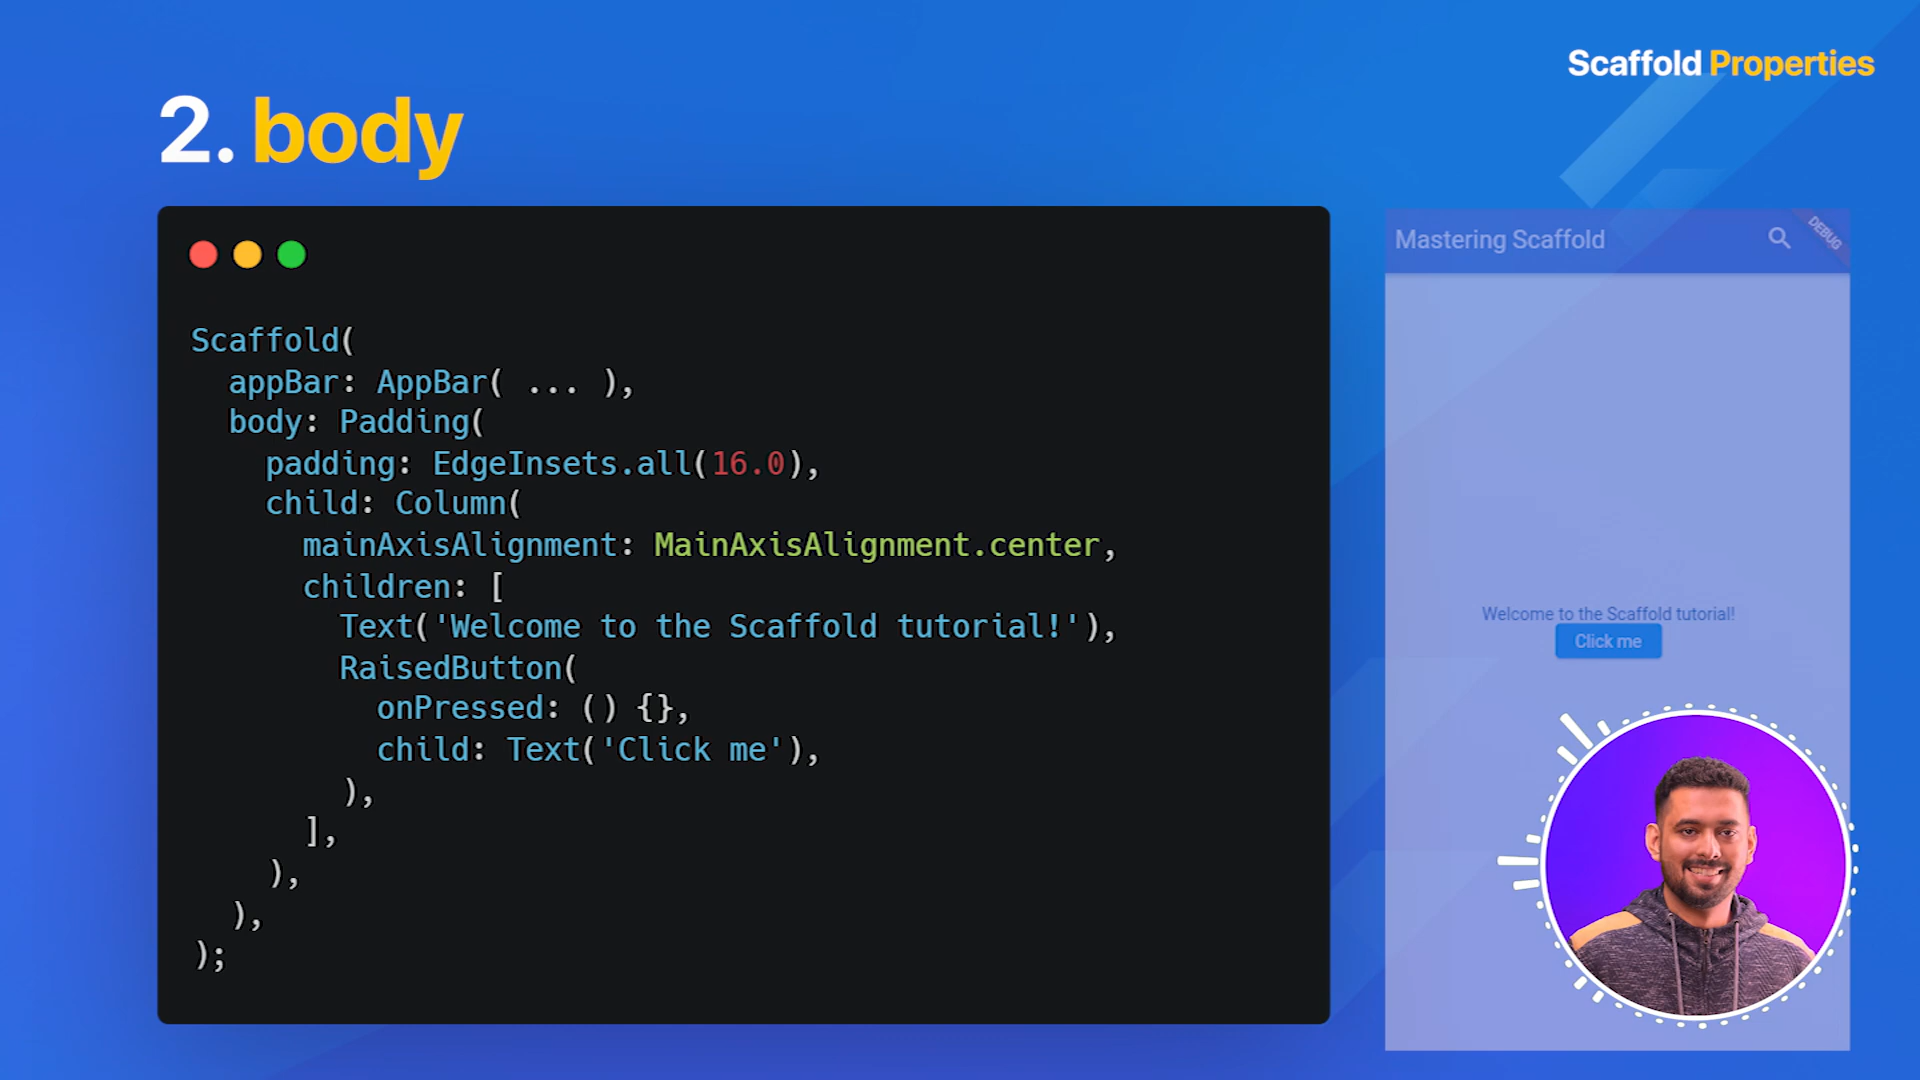 Scaffold Properties
2. body
Scaffold(
  appBar: AppBar( ... ),
  body: Padding(
    padding: EdgeInsets.all(16.0),
    child: Column(
      mainAxisAlignment: MainAxisAlignment.center,
      children: [
        Text('Welcome to the Scaffold tutorial!'),
        RaisedButton(
          onPressed: () {},
          child: Text('Click me'),
        ),
      ],
    ),
  ),
);
Mastering Scaffold
DEBUG
Welcome to the Scaffold tutorial!
Click me